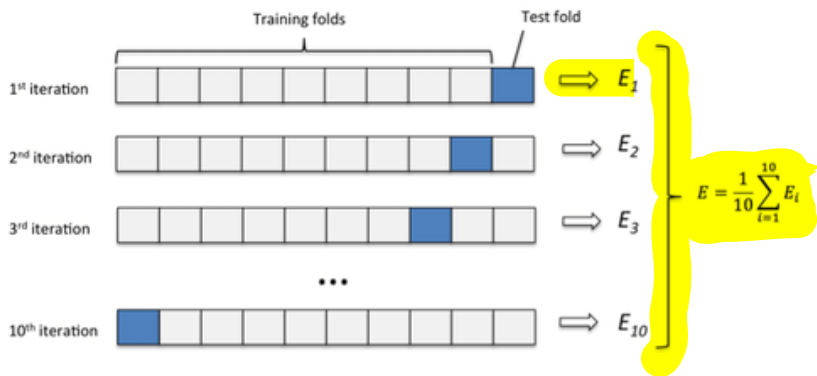 Training folds
Test fold
1st iteration
E1
2nd iteration
E2
E = 1/10 ∑ i=1 10 Ei
3rd iteration
E3
...
10th iteration
E10